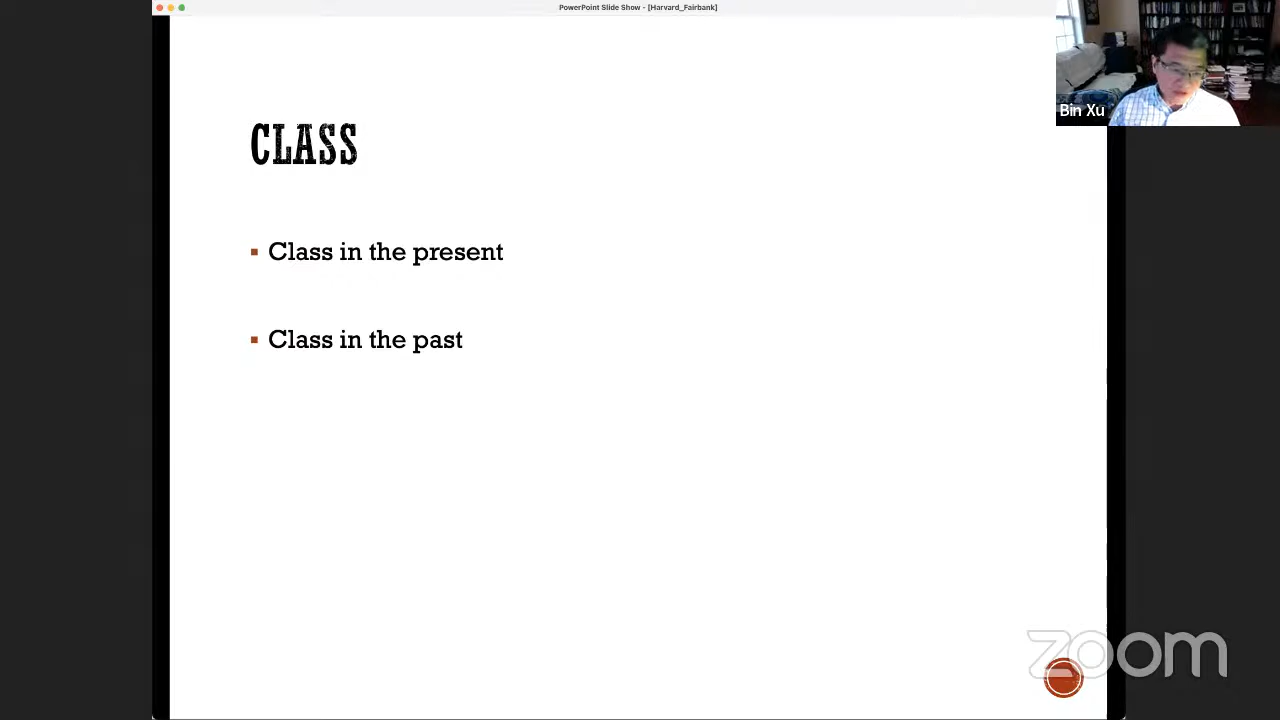 PowerPoint Slide Show - [Harvard_Fairbank]
Bin Xu
CLASS
Class in the present
Class in the past
zoom